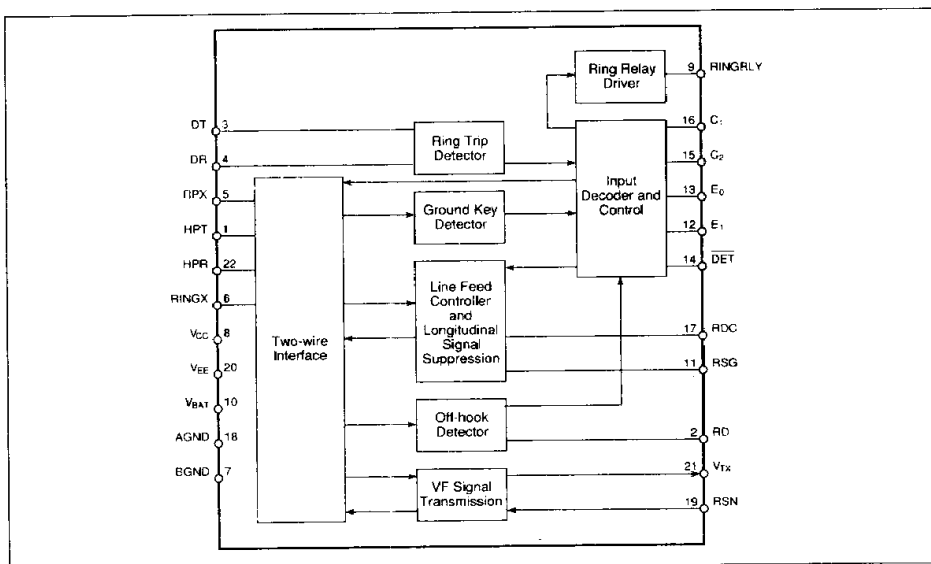 Ring Relay
Driver
9 RINGRLY
16 C1
15 C2
13 E0
12 E1
14 DET
Input
Decoder and
Control
DT 3
DR 4
Ring Trip
Detector
RPX 5
HPT 1
HPR 22
RINGX 6
VCC 8
VEE 20
VBAT 10
AGND 18
BGND 7
Two-wire
Interface
Ground Key
Detector
Line Feed
Controller
and
Longitudinal
Signal
Suppression
17 RDC
11 RSG
Off-hook
Detector
2 RD
VF Signal
Transmission
21 VTX
19 RSN